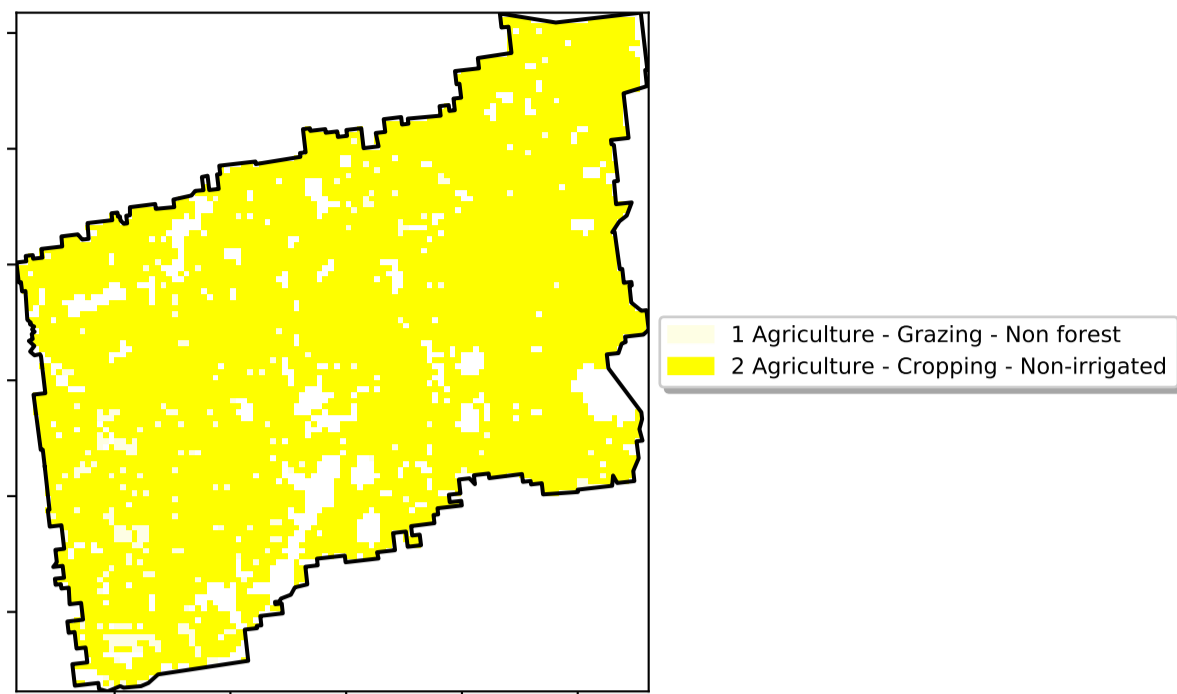 1 Agriculture - Grazing - Non forest
2 Agriculture - Cropping - Non-irrigated